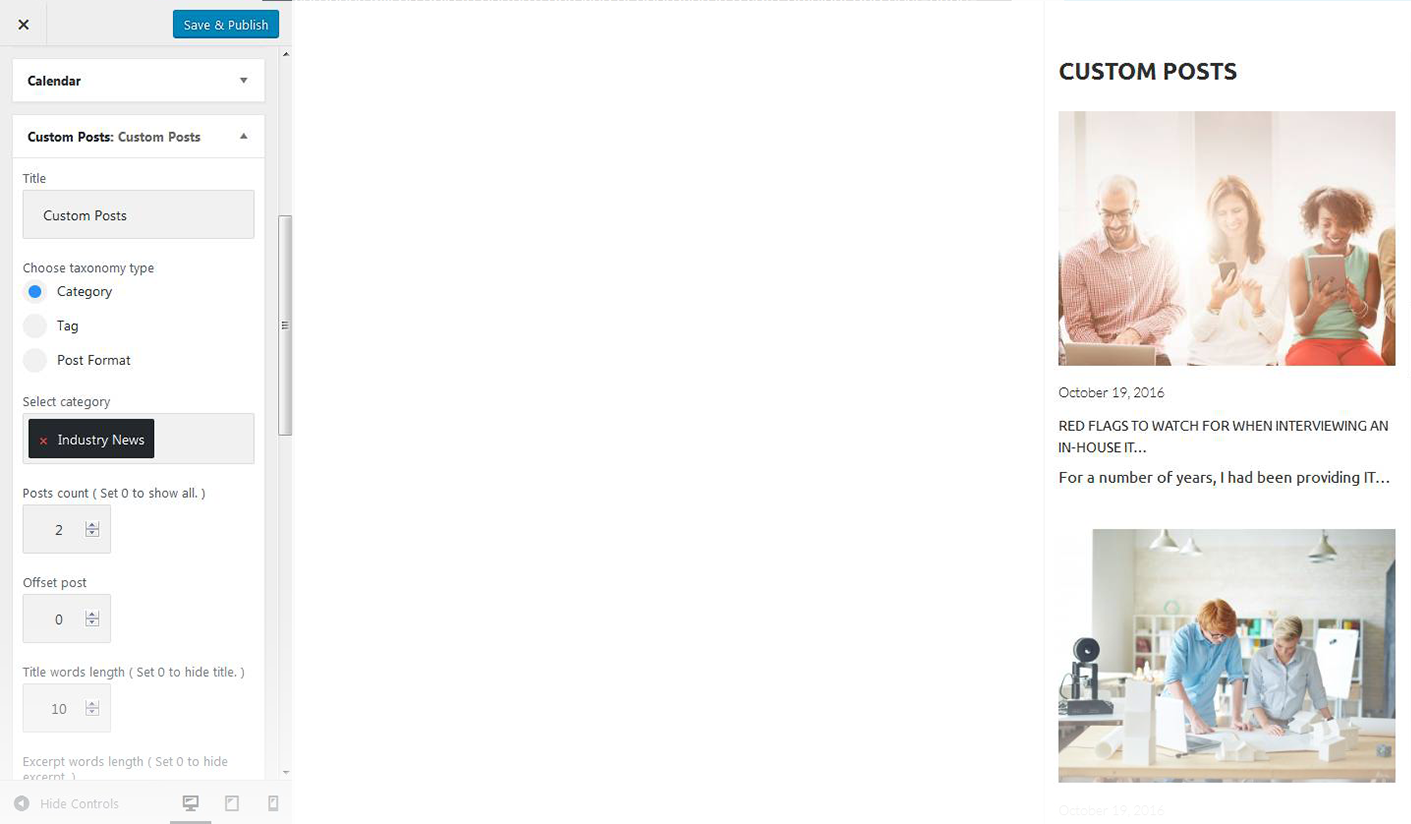 Save & Publish
Calendar
Custom Posts: Custom Posts
Title
Custom Posts
Choose taxonomy type
Category
Tag
Post Format
Select category
× Industry News
Posts count ( Set 0 to show all. )
2
Offset post
0
Title words length ( Set 0 to hide title. )
10
Excerpt words length ( Set 0 to hide
excerpt. )
Hide Controls
CUSTOM POSTS
October 19, 2016
RED FLAGS TO WATCH FOR WHEN INTERVIEWING AN
IN-HOUSE IT…
For a number of years, I had been providing IT…
October 19, 2016